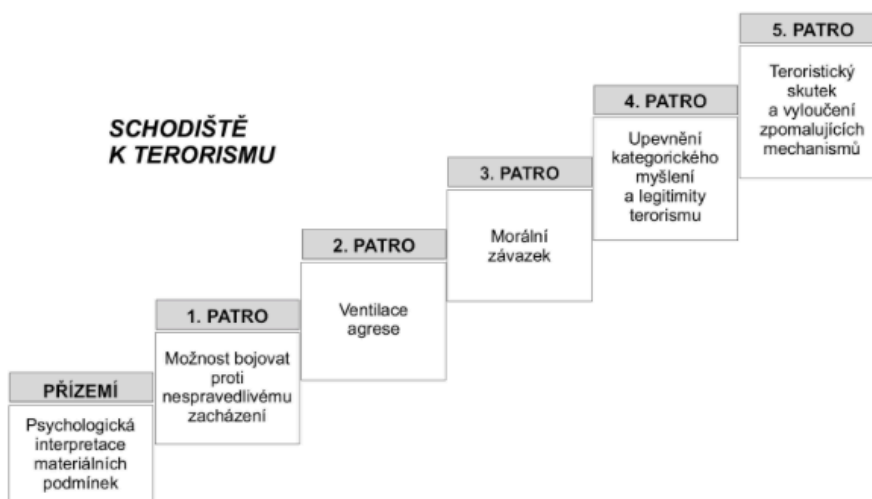 SCHODIŠTĚ
K TERORISMU
PŘÍZEMÍ
Psychologická
interpretace
materiálních
podmínek
1. PATRO
Možnost bojovat
proti
nespravedlivému
zacházení
2. PATRO
Ventilace
agrese
3. PATRO
Morální
závazek
4. PATRO
Upevnění
kategorického
myšlení
a legitimity
terorismu
5. PATRO
Teroristický
skutek
a vyloučení
zpomalujících
mechanismů